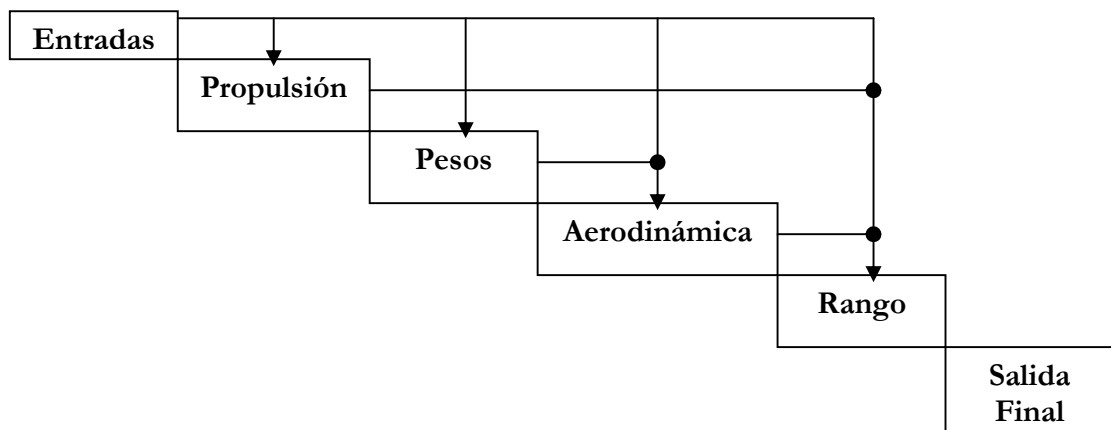 Entradas
Propulsión
Pesos
Aerodinámica
Rango
Salida
Final